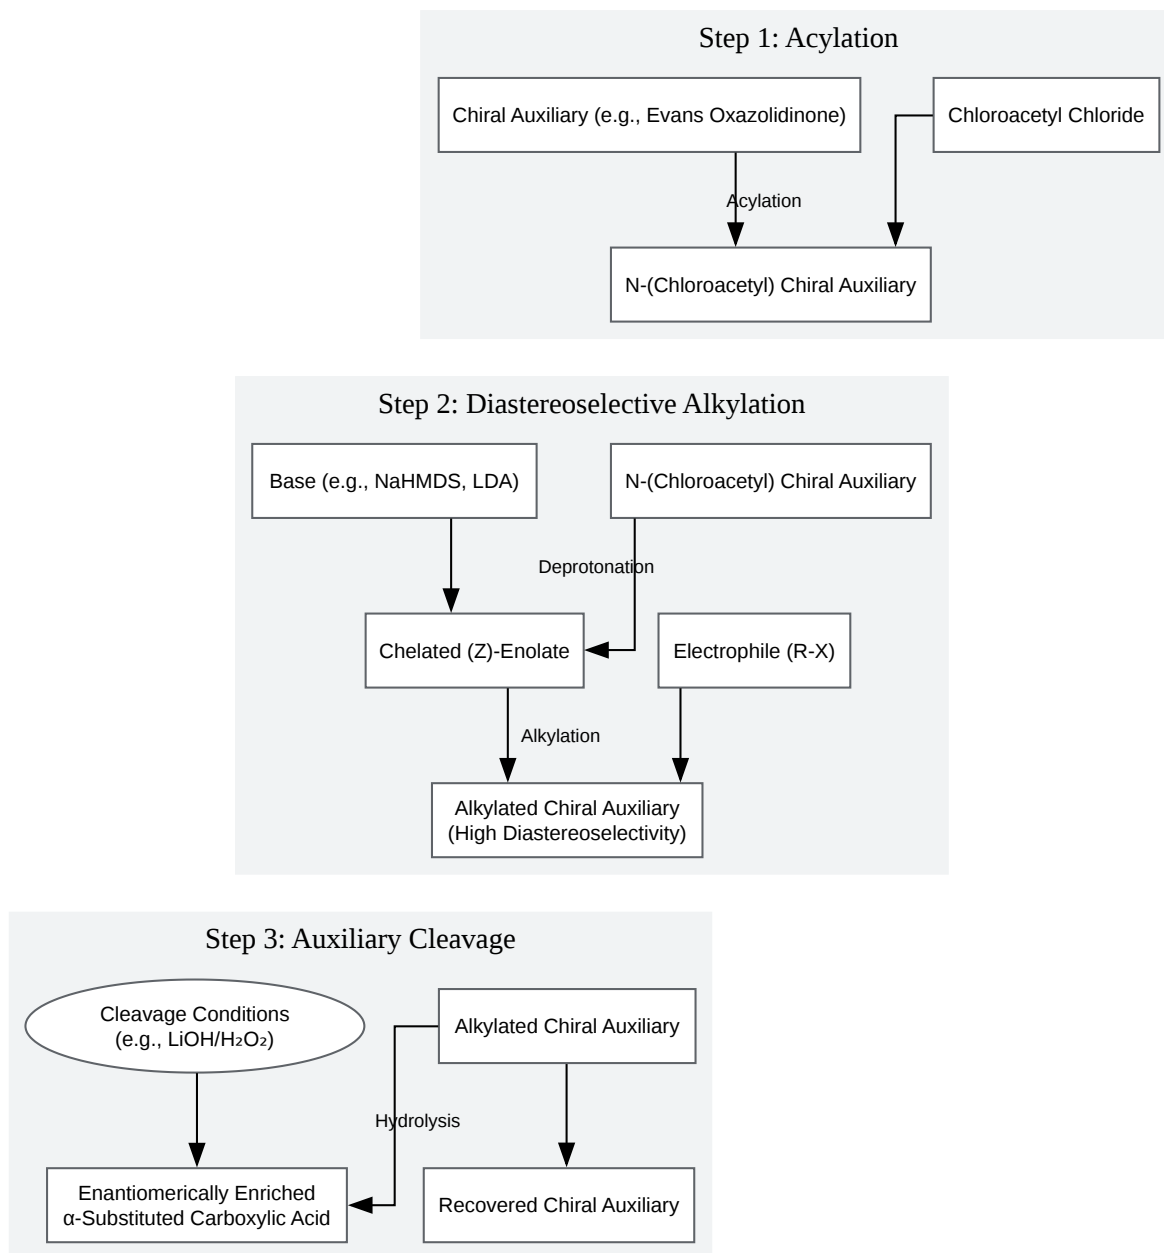 Step 1: Acylation
Chiral Auxiliary (e.g., Evans Oxazolidinone)
Chloroacetyl Chloride
Acylation
N-(Chloroacetyl) Chiral Auxiliary
Step 2: Diastereoselective Alkylation
Base (e.g., NaHMDS, LDA)
N-(Chloroacetyl) Chiral Auxiliary
Deprotonation
Chelated (Z)-Enolate
Electrophile (R-X)
Alkylation
Alkylated Chiral Auxiliary
(High Diastereoselectivity)
Step 3: Auxiliary Cleavage
Cleavage Conditions
(e.g., LiOH/H₂O₂)
Alkylated Chiral Auxiliary
Hydrolysis
Enantiomerically Enriched
α-Substituted Carboxylic Acid
Recovered Chiral Auxiliary